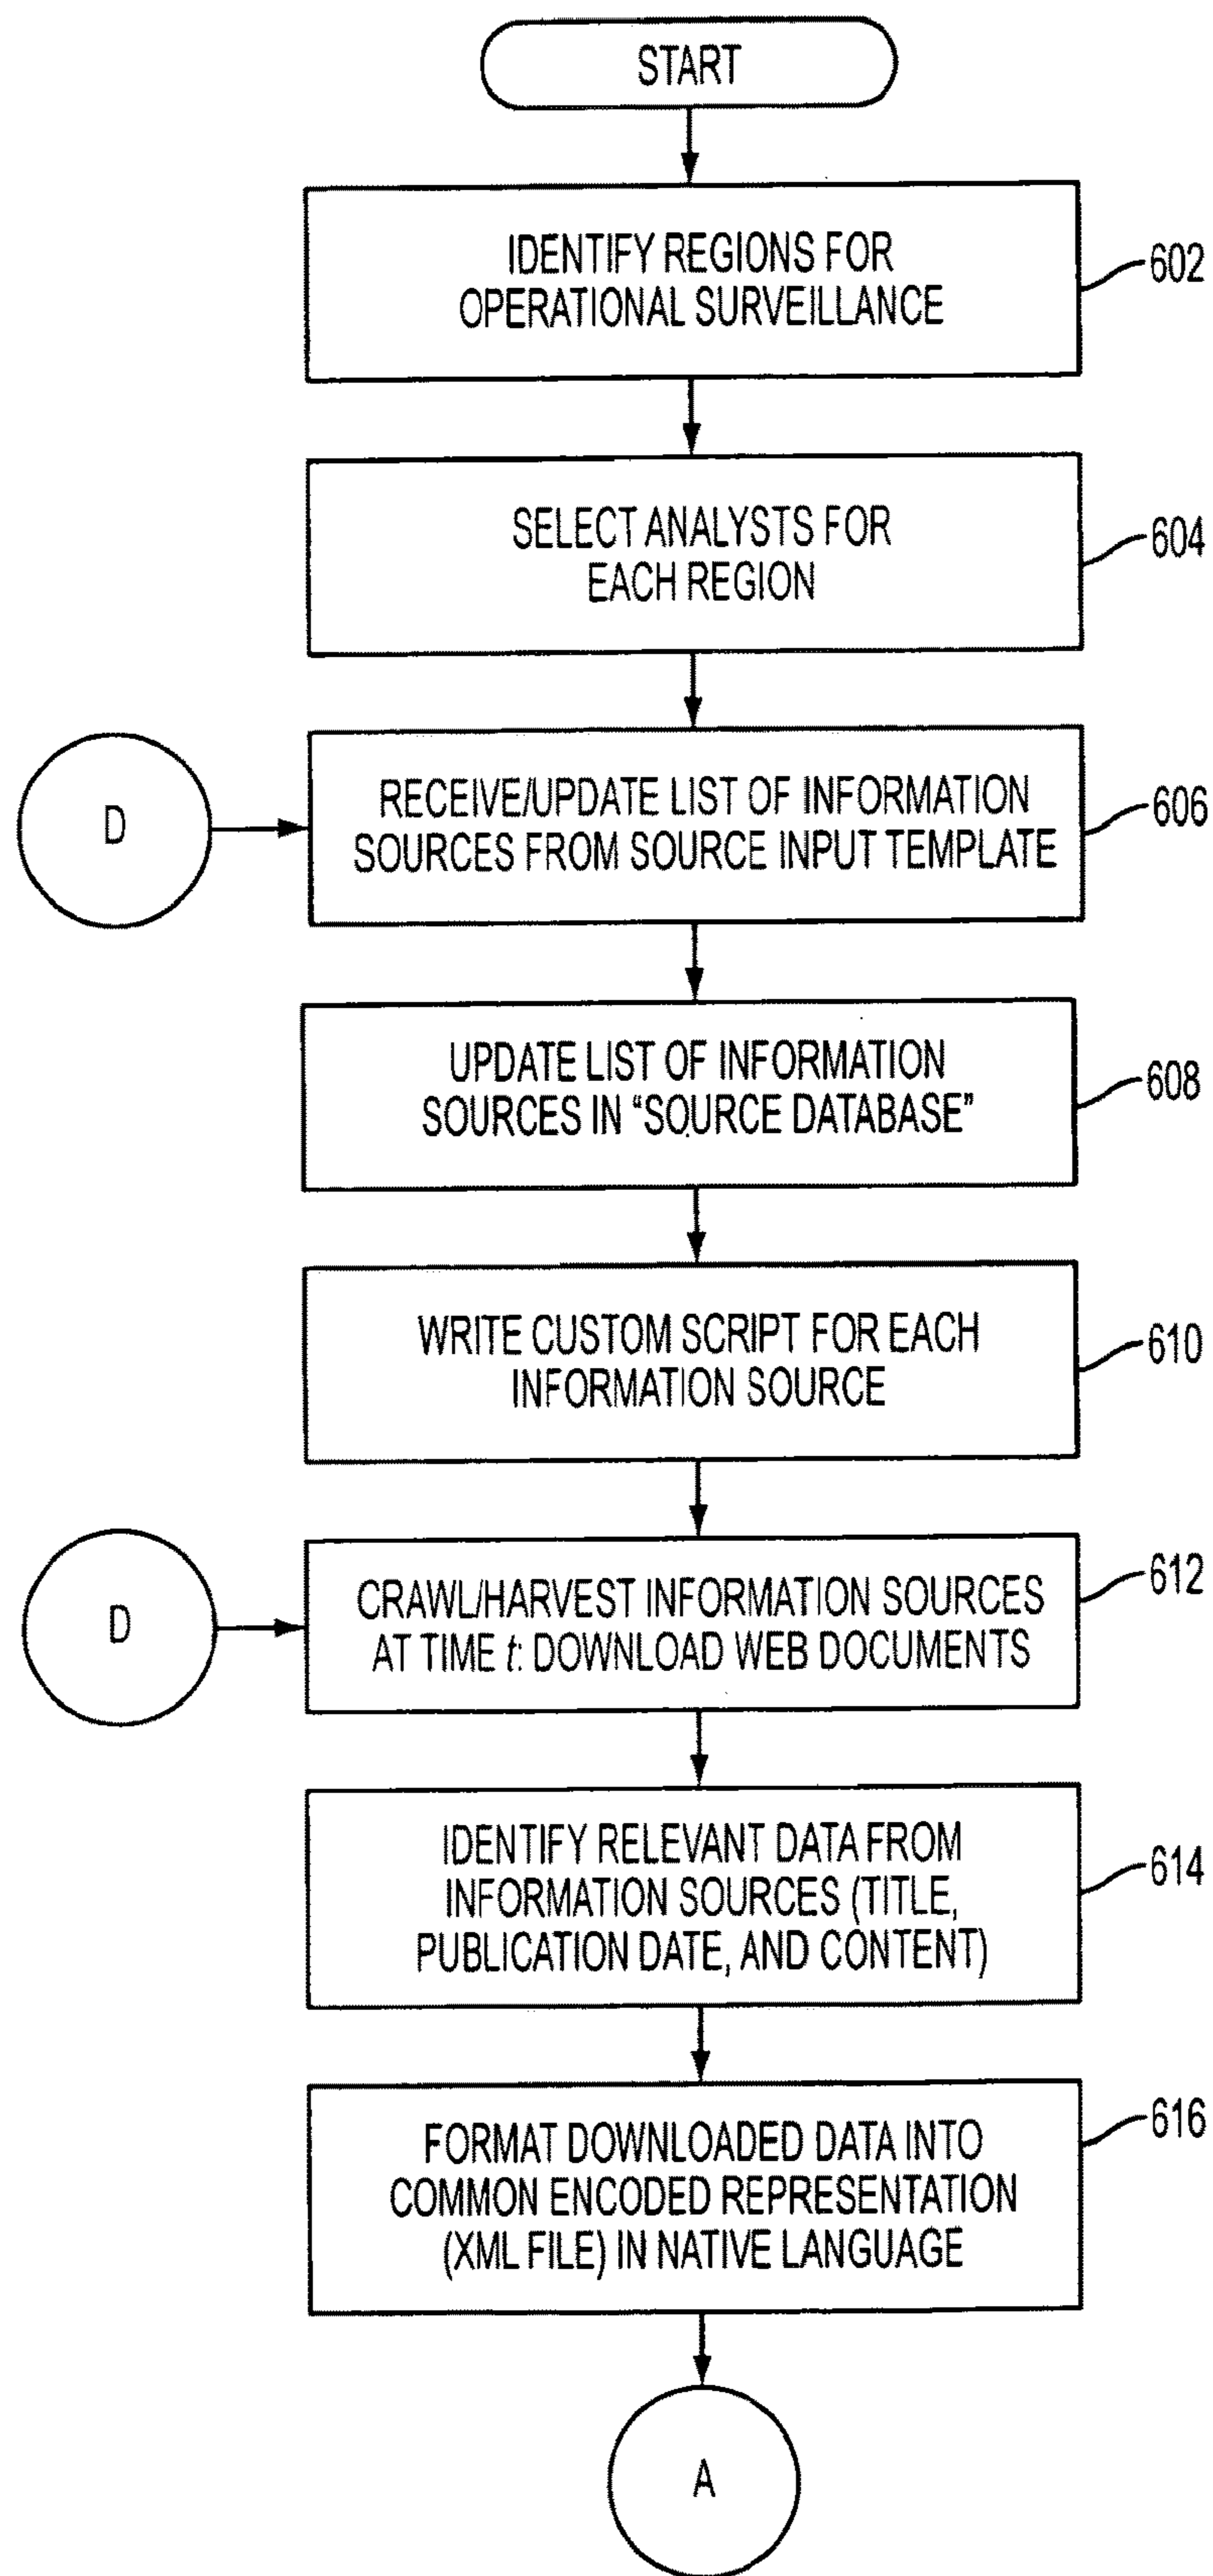 START
IDENTIFY REGIONS FOR
OPERATIONAL SURVEILLANCE
602
SELECT ANALYSTS FOR
EACH REGION
604
D
RECEIVE/UPDATE LIST OF INFORMATION
SOURCES FROM SOURCE INPUT TEMPLATE
606
UPDATE LIST OF INFORMATION
SOURCES IN “SOURCE DATABASE”
608
WRITE CUSTOM SCRIPT FOR EACH
INFORMATION SOURCE
610
D
CRAWL/HARVEST INFORMATION SOURCES
AT TIME t: DOWNLOAD WEB DOCUMENTS
612
IDENTIFY RELEVANT DATA FROM
INFORMATION SOURCES (TITLE,
PUBLICATION DATE, AND CONTENT)
614
FORMAT DOWNLOADED DATA INTO
COMMON ENCODED REPRESENTATION
(XML FILE) IN NATIVE LANGUAGE
616
A